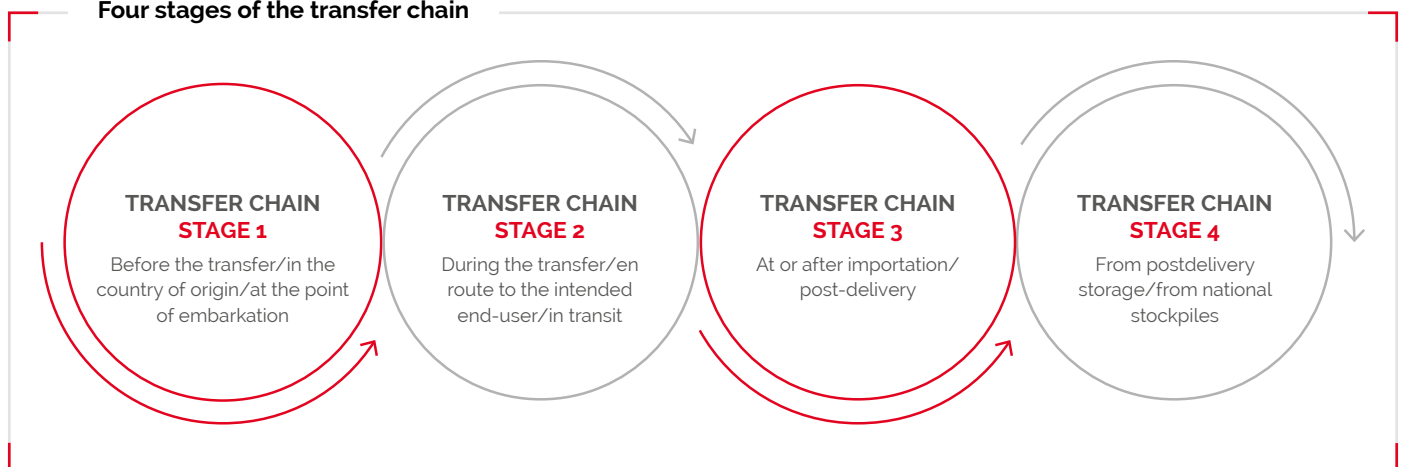 Four stages of the transfer chain
TRANSFER CHAIN
STAGE 1
Before the transfer/in the
country of origin/at the point
of embarkation
TRANSFER CHAIN
STAGE 2
During the transfer/en
route to the intended
end-user/in transit
TRANSFER CHAIN
STAGE 3
At or after importation/
post-delivery
TRANSFER CHAIN
STAGE 4
From postdelivery
storage/from national
stockpiles